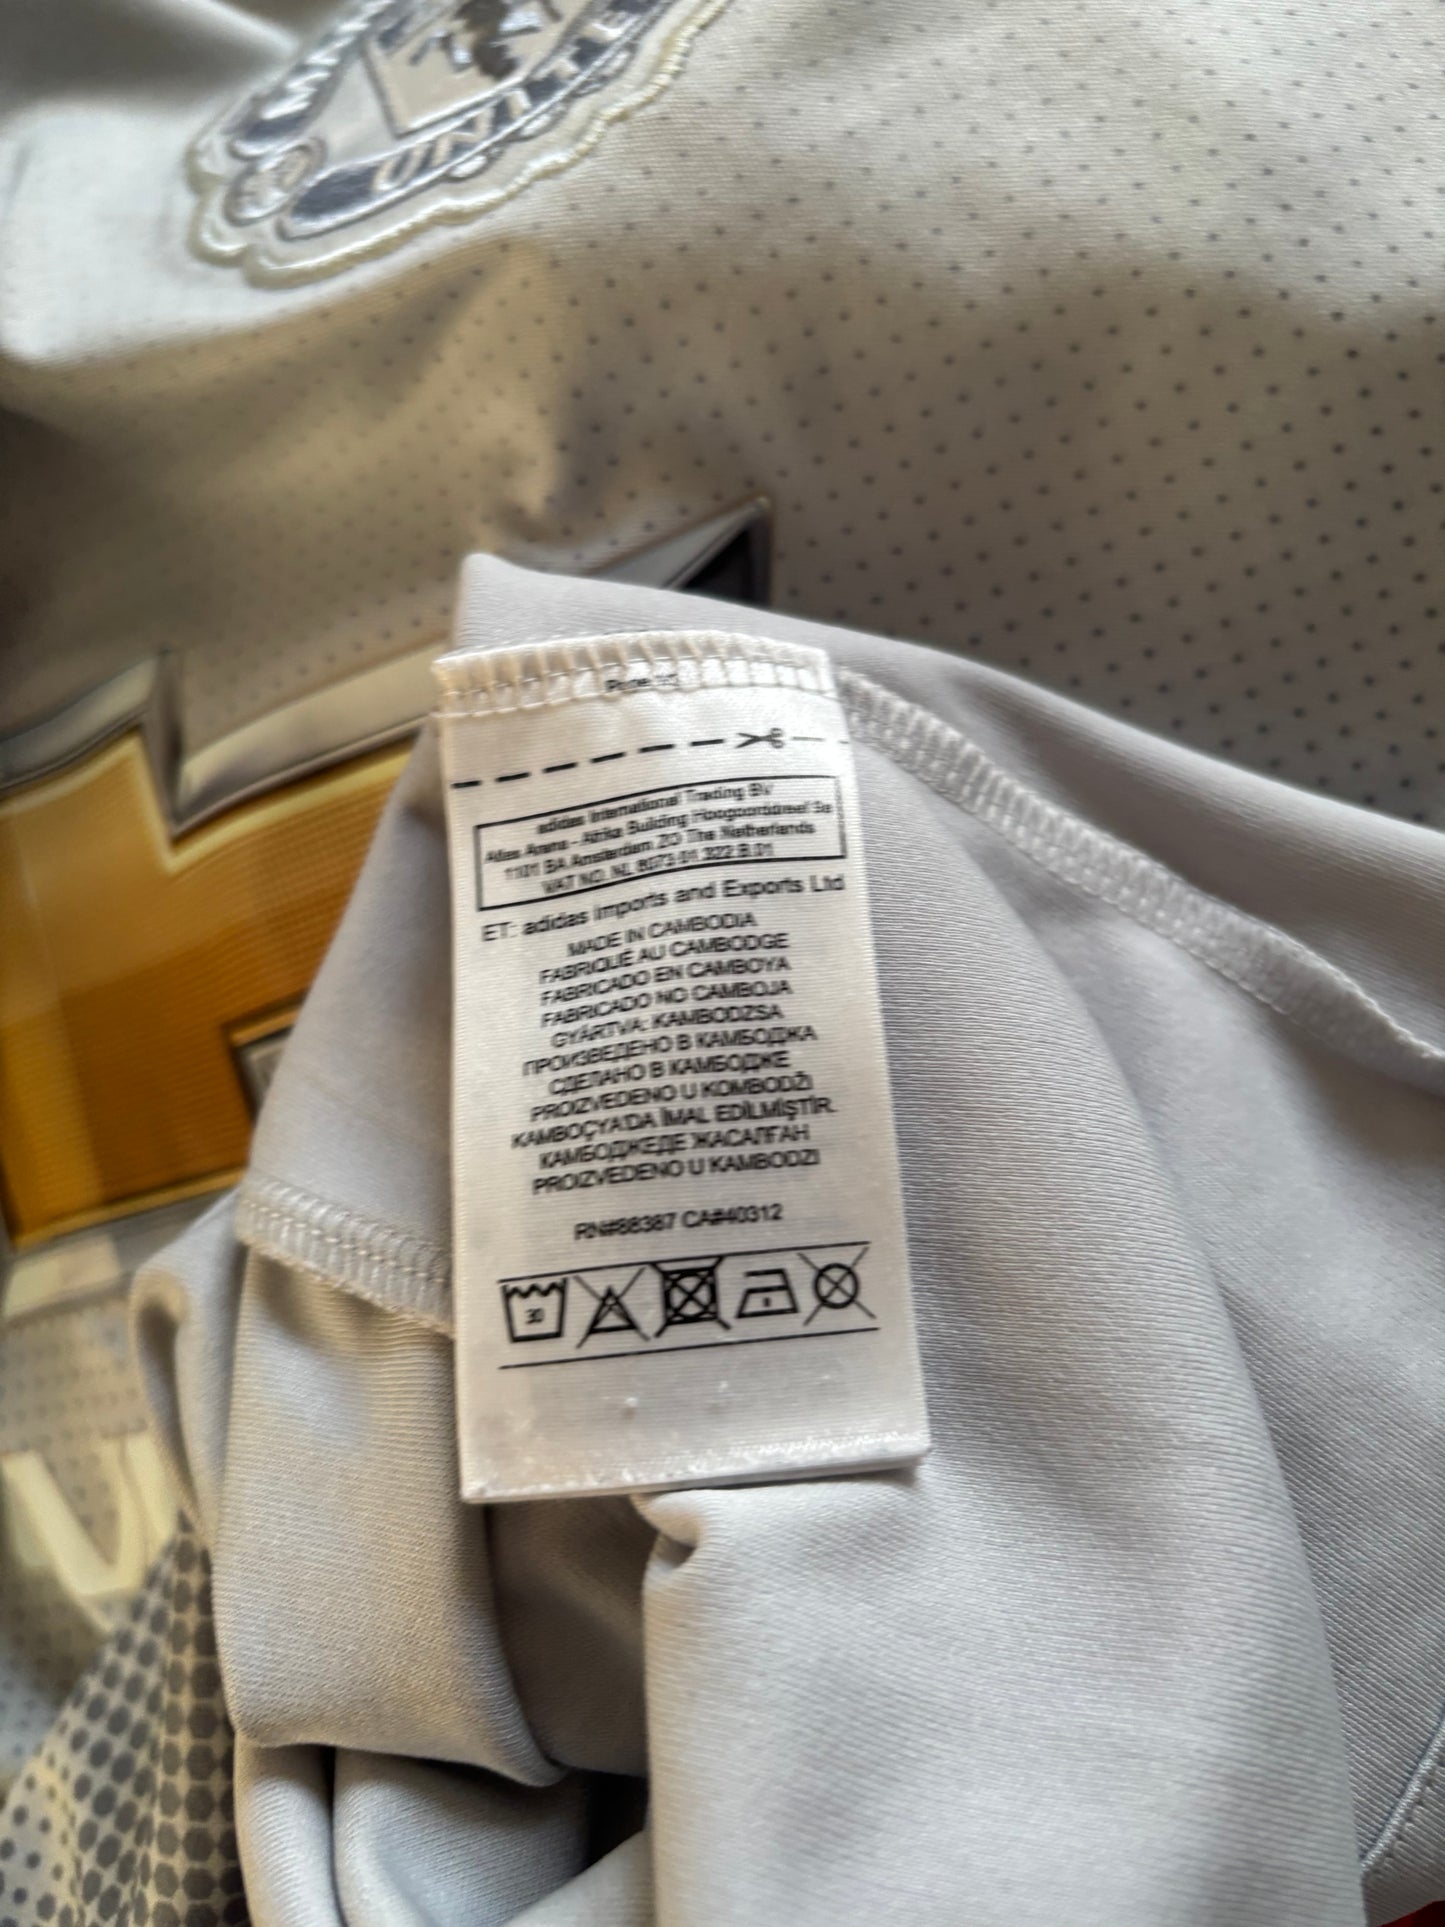 UNITE
adidas International Trading BV
Atlas Arena - Afrika Building Hoogoorddreef 9a
1101 BA Amsterdam ZO The Netherlands
VAT NO. NL 8073.01.322.B.01
ET: adidas Imports and Exports Ltd
MADE IN CAMBODIA
FABRIQUÉ AU CAMBODGE
FABRICADO EN CAMBOYA
FABRICADO NO CAMBOJA
GYÁRTVA: KAMBODZSA
ПРОИЗВЕДЕНО В КАМБОДЖА
СДЕЛАНО В КАМБОДЖЕ
PROIZVEDENO U KOMBODŽI
KAMBOÇYA'DA İMAL EDİLMİŞTİR.
КАМБОДЖЕДЕ ЖАСАЛҒАН
PROIZVEDENO U KAMBODZI
RN#88387 CA#40312
30